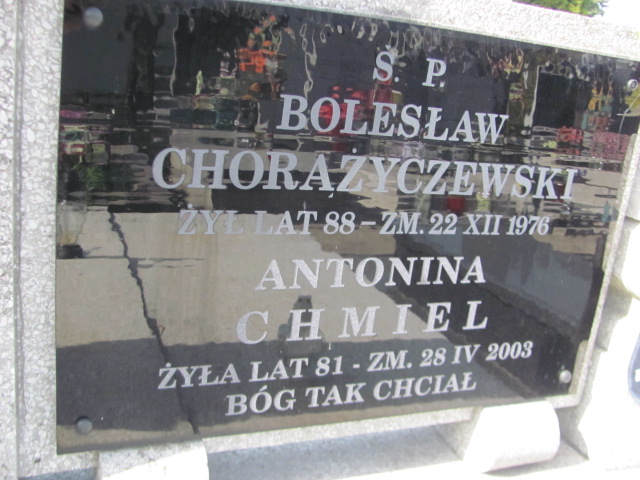 Ś. P.
BOLESŁAW
CHORĄŻYCZEWSKI
ŻYŁ LAT 88 – ZM. 22 XII 1976
ANTONINA
CHMIEL
ŻYŁA LAT 81 - ZM. 28 IV 2003
BÓG TAK CHCIAŁ